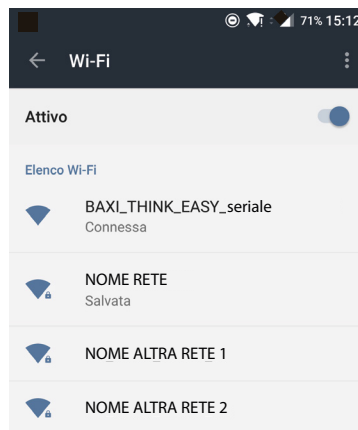 71% 15:12
Wi-Fi
Attivo
Elenco Wi-Fi
BAXI_THINK_EASY_seriale
Connessa
NOME RETE
Salvata
NOME ALTRA RETE 1
NOME ALTRA RETE 2